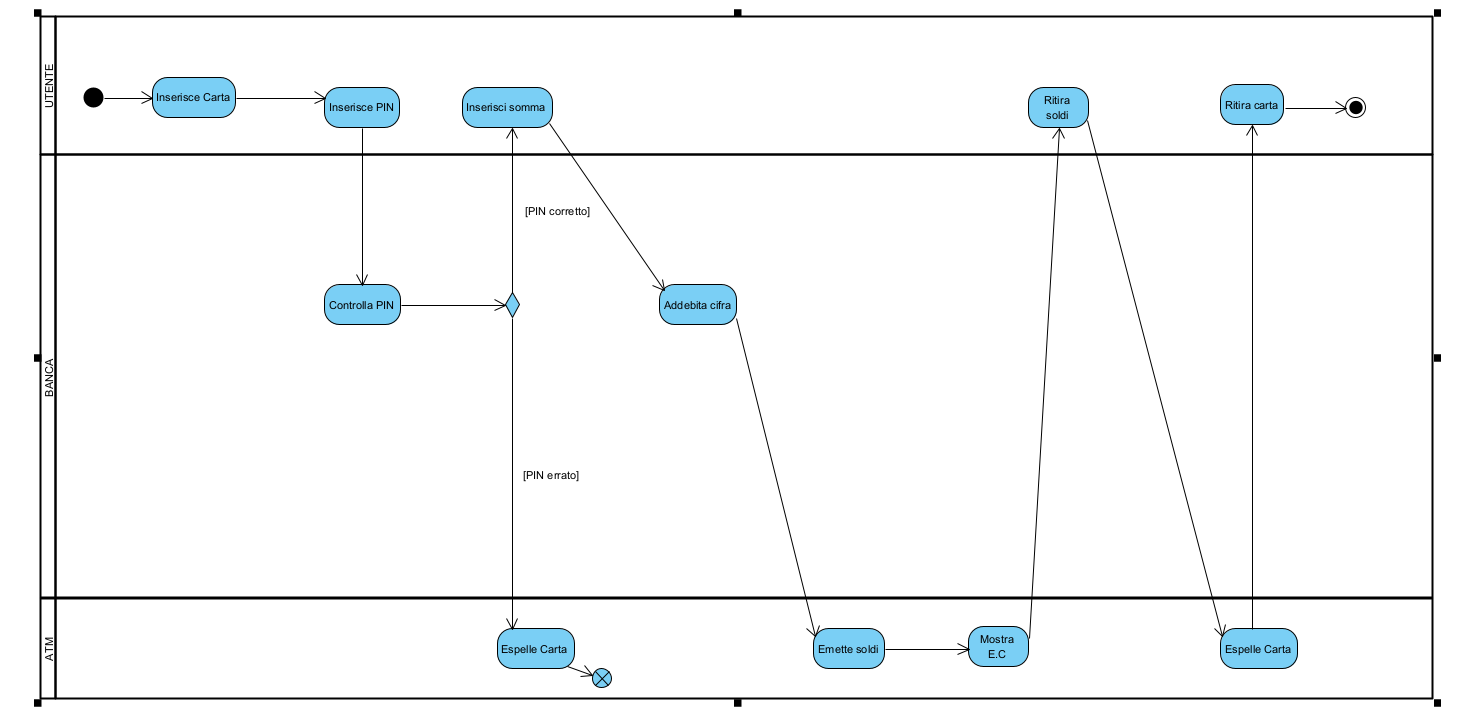 UTENTE
Inserisce Carta
Inserisce PIN
Inserisci somma
Ritira
soldi
Ritira carta
[PIN corretto]
BANCA
Controlla PIN
Addebita cifra
[PIN errato]
ATM
Espelle Carta
Emette soldi
Mostra
E.C
Espelle Carta